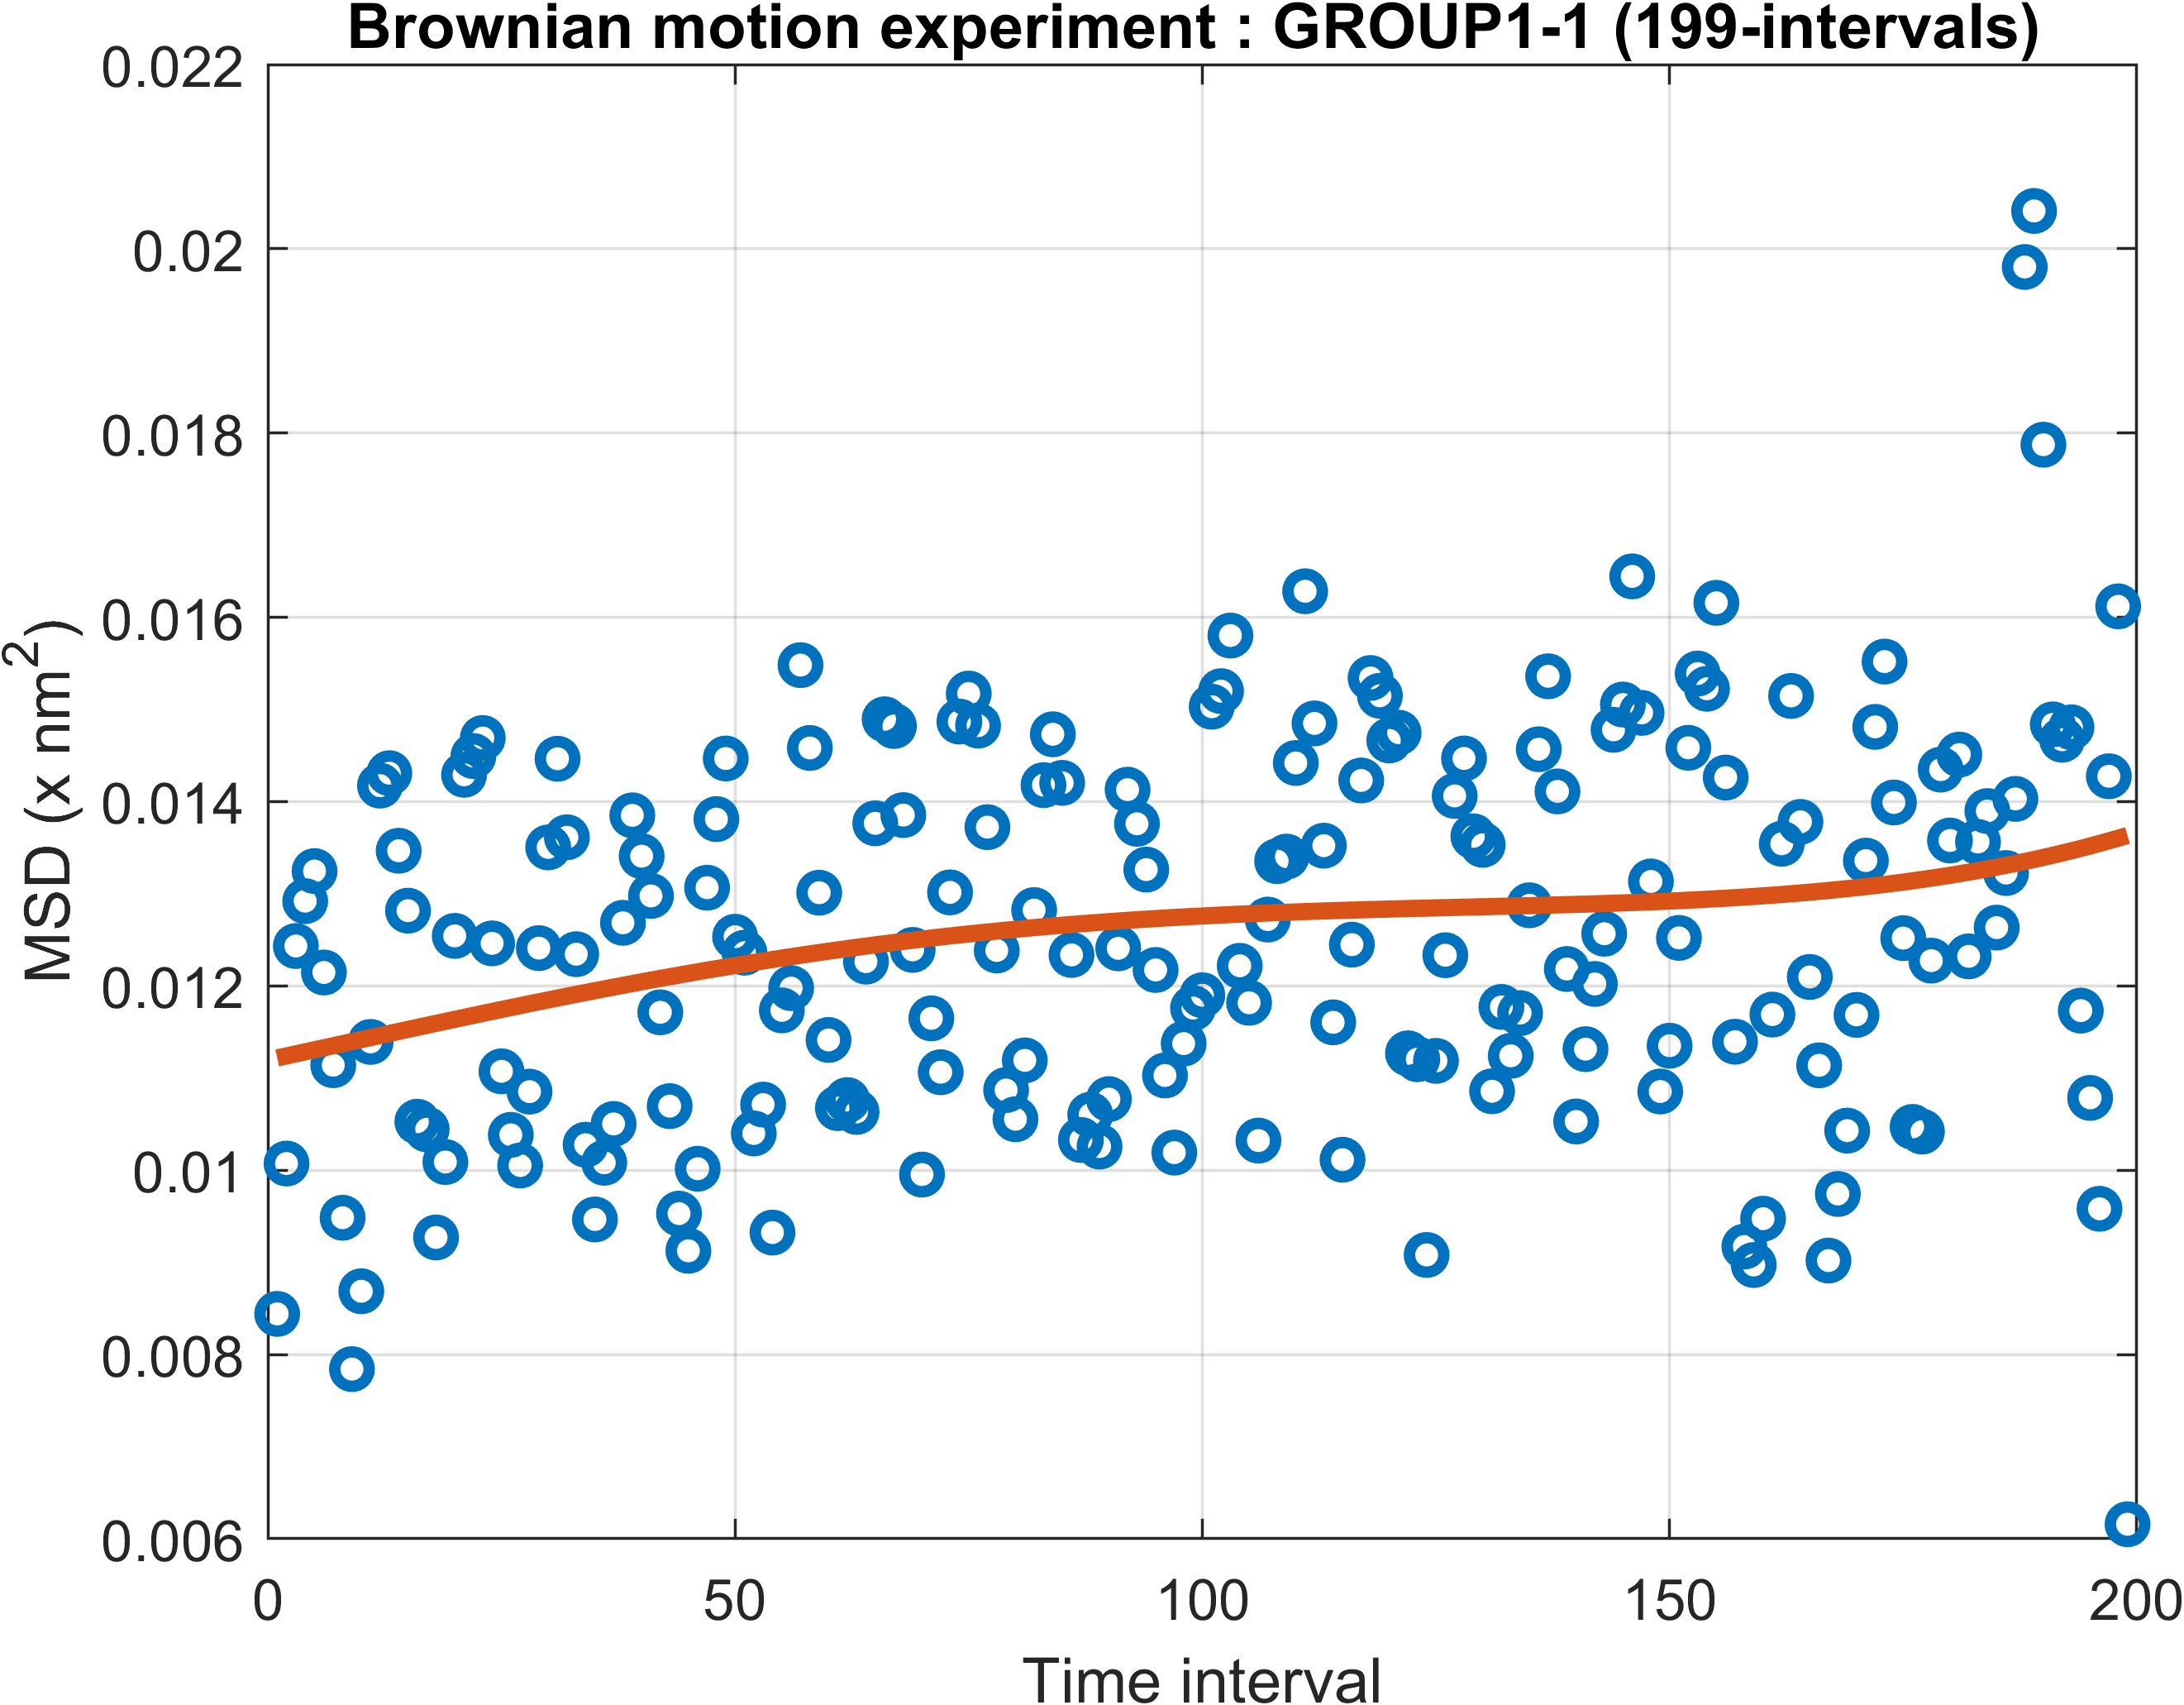 Brownian motion experiment : GROUP1-1 (199-intervals)
0.022
0.02
0.018
0.016
0.014
0.012
0.01
0.008
0.006
MSD (x nm²)
0 50 100 150 200
Time interval